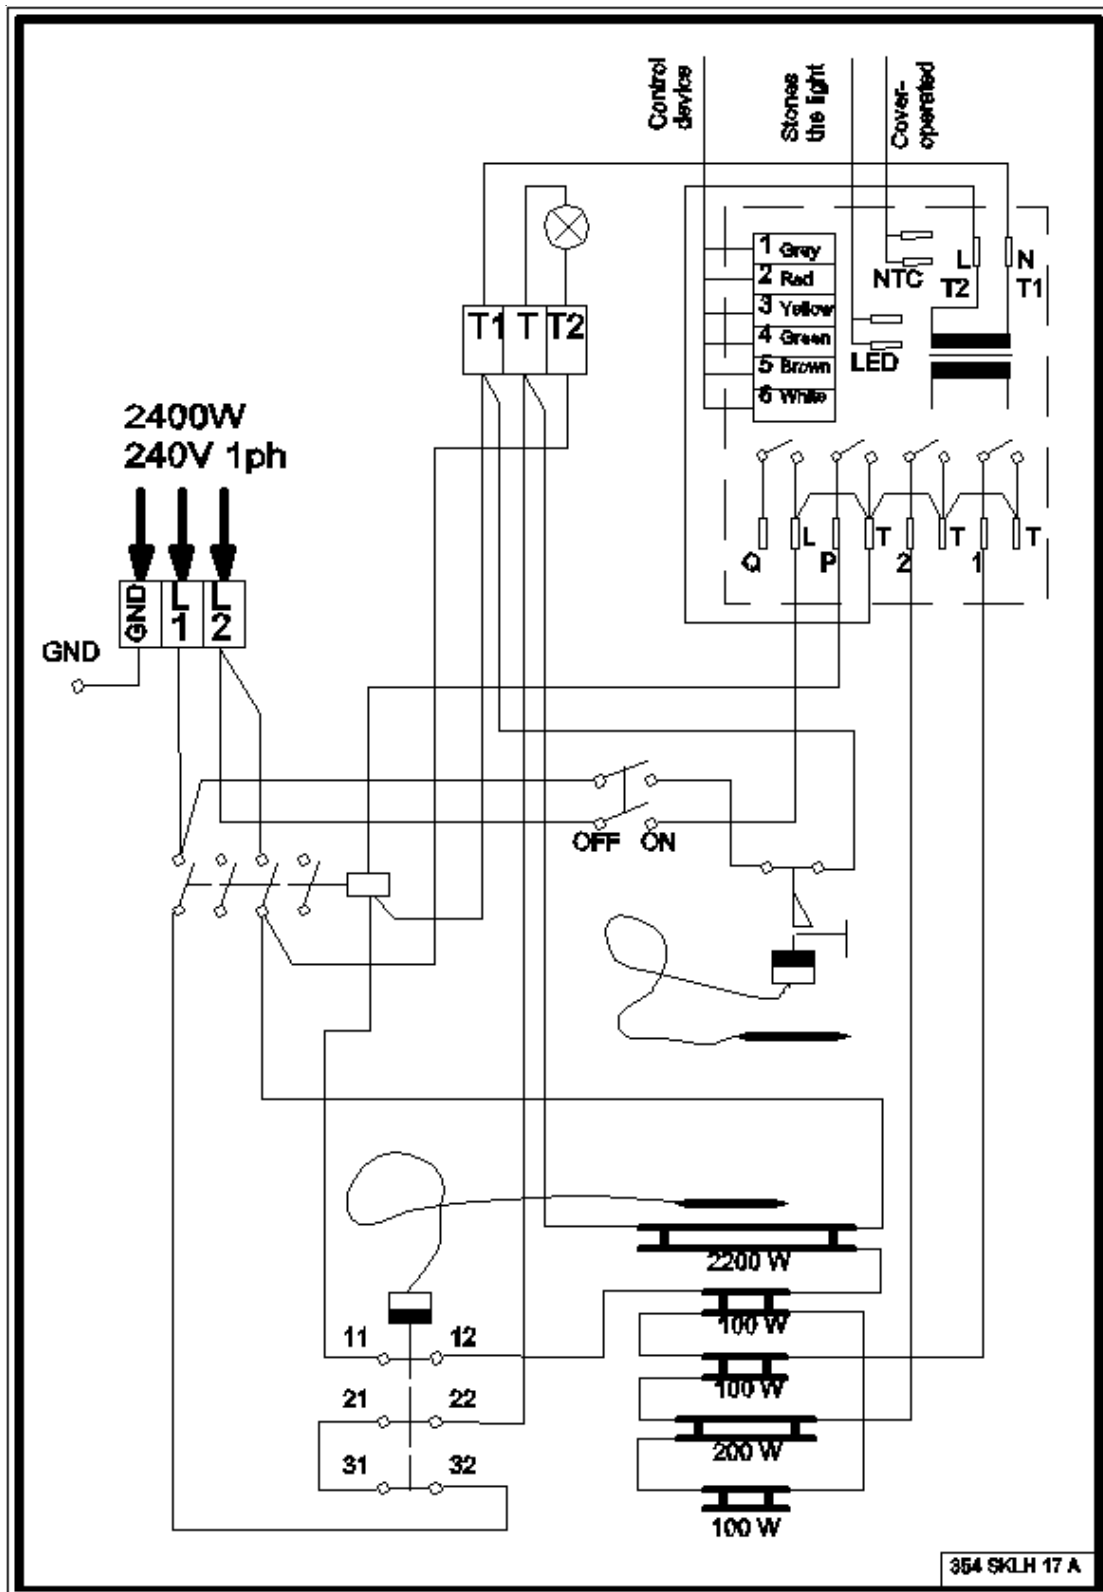 Control
device
Stones
the light
Cover-
operated
1 Grey
2 Red
3 Yellow
4 Green
5 Brown
6 White
NTC
LED
L
T2
N
T1
T1 T T2
2400W
240V 1ph
Q L P T 2 T 1 T
GND L1 L2
GND
OFF ON
2200 W
100 W
11 12
100 W
21 22
200 W
31 32
100 W
354 SKLH 17 A